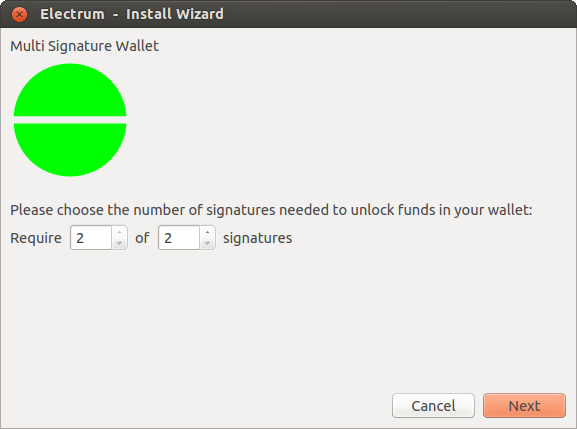 Electrum - Install Wizard
Multi Signature Wallet
Please choose the number of signatures needed to unlock funds in your wallet:
Require 2 of 2 signatures
Cancel Next